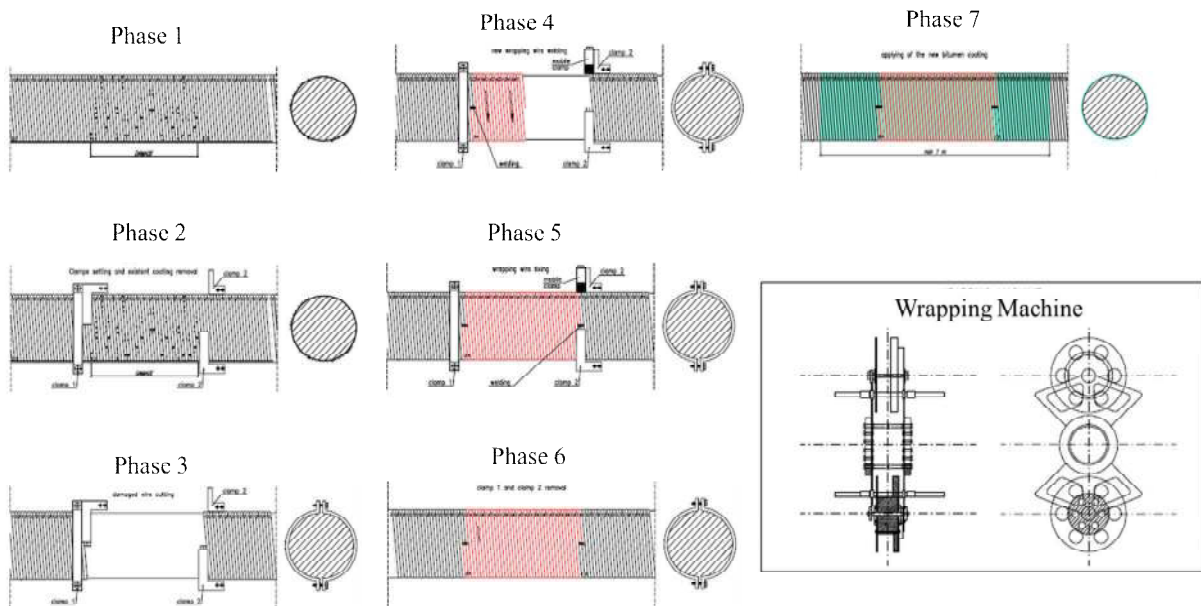 Phase 1
Phase 2
Clamps setting and existent coating removal
clamp 2
clamp 1
clamp 2
Phase 3
damaged wire cutting
clamp 2
clamp 1
clamp 2
Phase 4
new wrapping wire welding
mobile
clamp
clamp 2
clamp 1
welding
clamp 2
Phase 5
wrapping wire fixing
mobile
clamp
clamp 2
clamp 1
welding
clamp 2
Phase 6
clamp 1 and clamp 2 removal
Phase 7
applying of the new bitumen coating
Wrapping Machine